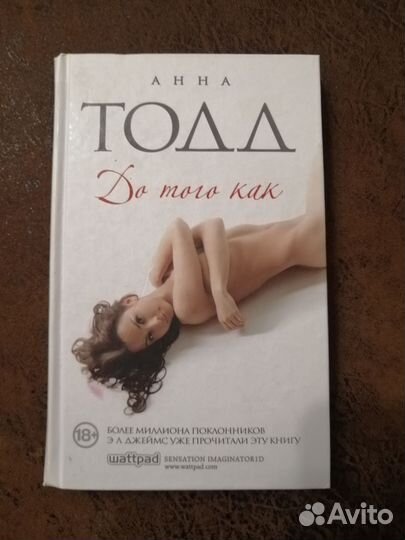 АННА
ТОДД
До того как
18+
БОЛЕЕ МИЛЛИОНА ПОКЛОННИКОВ
Э Л ДЖЕЙМС УЖЕ ПРОЧИТАЛИ ЭТУ КНИГУ
wattpad SENSATION IMAGINATOR1D
www.wattpad.com
Avito